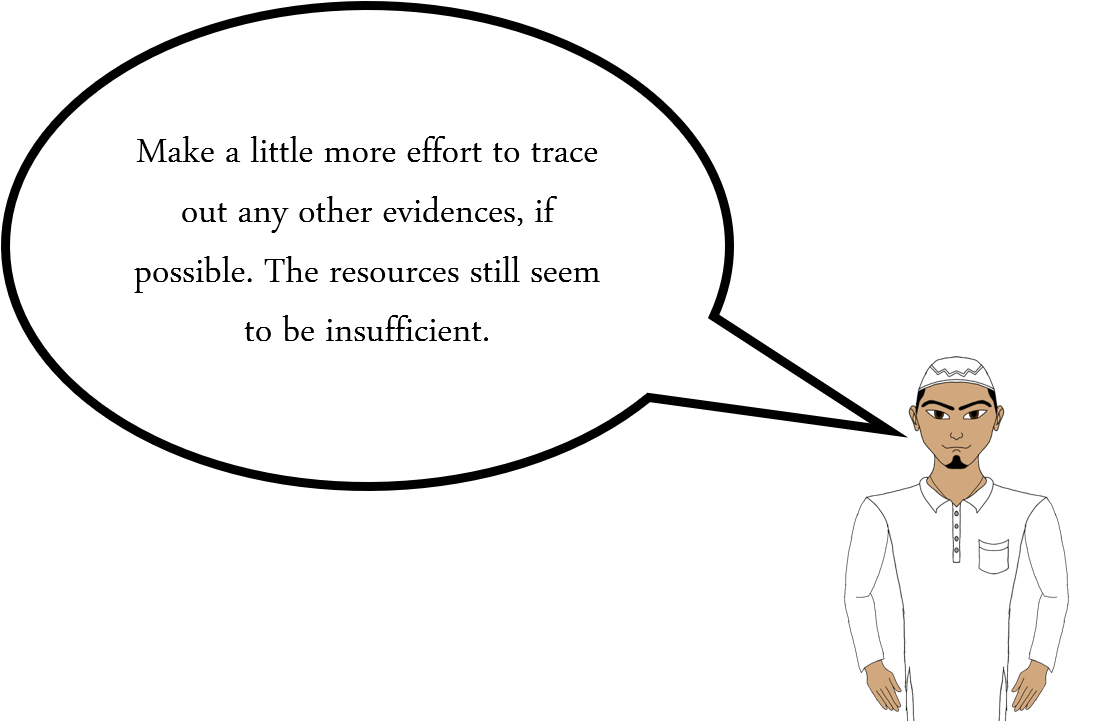 Make a little more effort to trace
out any other evidences, if
possible. The resources still seem
to be insufficient.